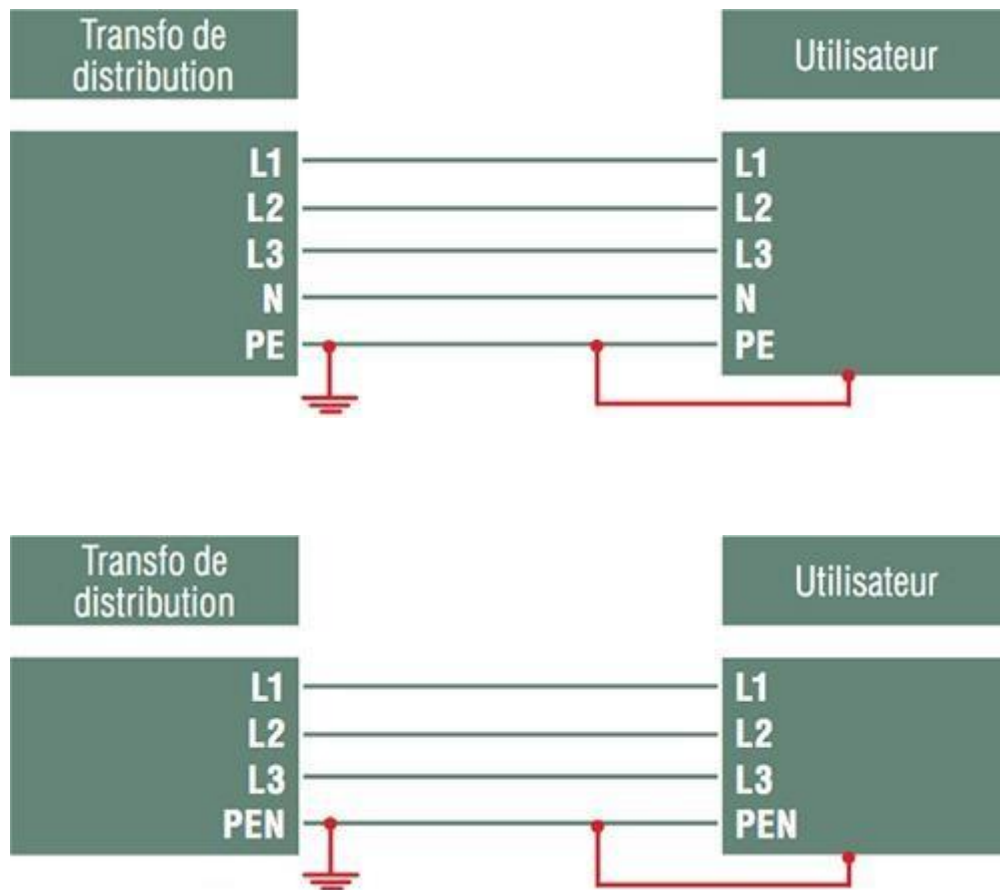 Transfo de
distribution
Utilisateur
L1
L2
L3
N
PE
L1
L2
L3
N
PE
Transfo de
distribution
Utilisateur
L1
L2
L3
PEN
L1
L2
L3
PEN